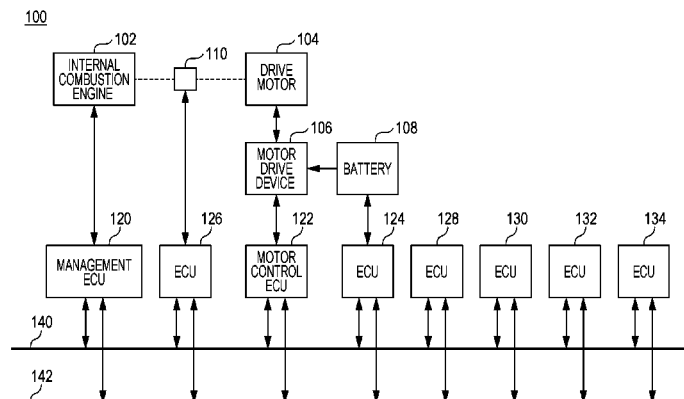 100
102
110
104
INTERNAL
COMBUSTION
ENGINE
DRIVE
MOTOR
106
108
MOTOR
DRIVE
DEVICE
BATTERY
120
126
122
124
128
130
132
134
MANAGEMENT
ECU
ECU
MOTOR
CONTROL
ECU
ECU
ECU
ECU
ECU
ECU
140
142